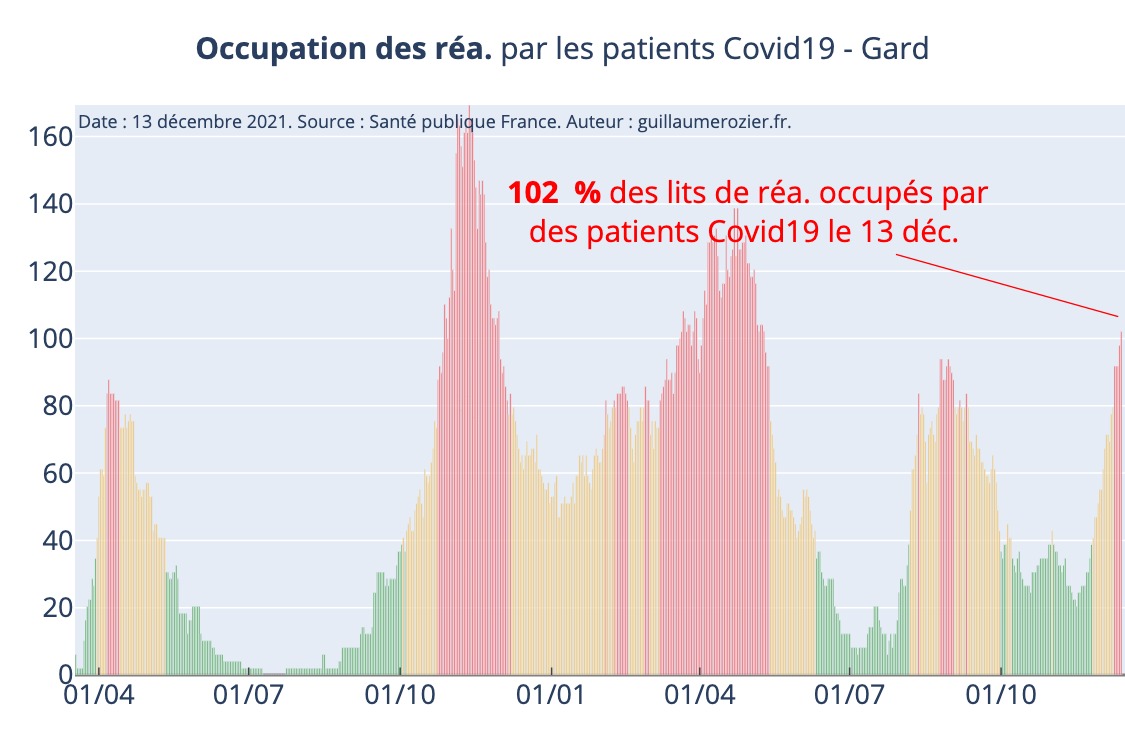 Occupation des réa. par les patients Covid19 - Gard
Date : 13 décembre 2021. Source : Santé publique France. Auteur : guillaumerozier.fr.
160
102 % des lits de réa. occupés par
140
des patients Covid19 le 13 déc.
120
100
80
60
40
20
0
01/04 01/07 01/10 01/01 01/04 01/07 01/10